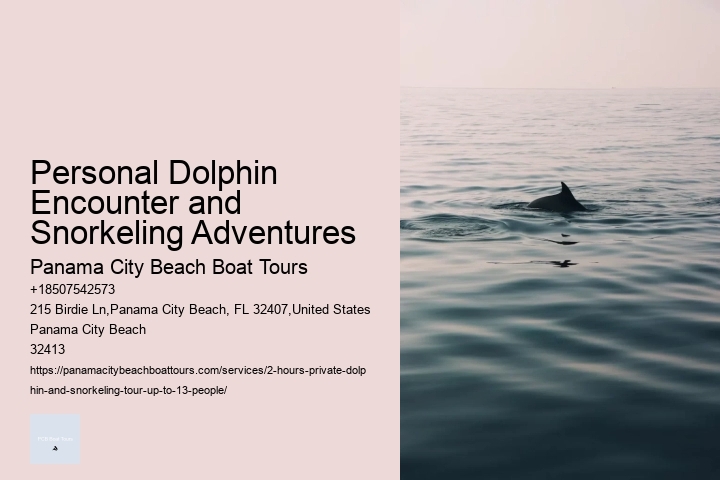 Personal Dolphin
Encounter and
Snorkeling Adventures
Panama City Beach Boat Tours
+18507542573
215 Birdie Ln,Panama City Beach, FL 32407,United States
Panama City Beach
32413
https://panamacitybeachboattours.com/services/2-hours-private-dolp
hin-and-snorkeling-tour-up-to-13-people/